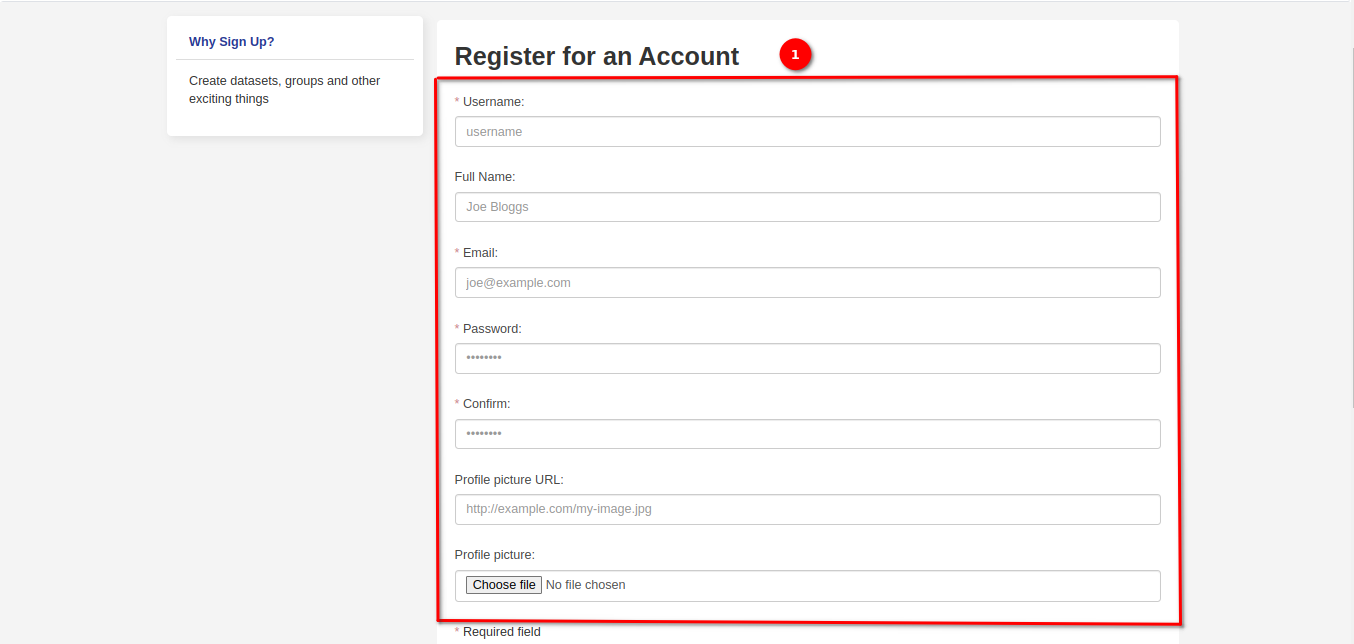 Why Sign Up?
Create datasets, groups and other
exciting things
Register for an Account
1
* Username:
username
Full Name:
Joe Bloggs
* Email:
joe@example.com
* Password:
••••••••
* Confirm:
••••••••
Profile picture URL:
http://example.com/my-image.jpg
Profile picture:
Choose file No file chosen
* Required field